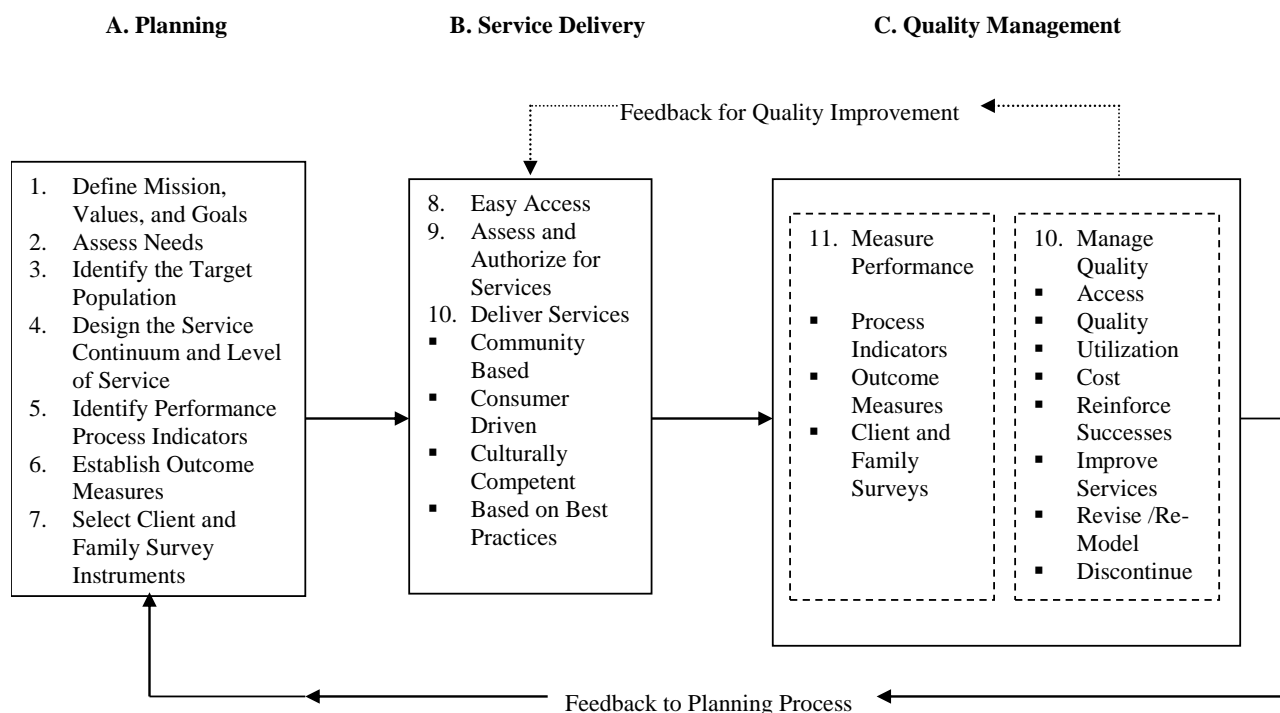 A. Planning
B. Service Delivery
C. Quality Management
Feedback for Quality Improvement
1. Define Mission,
Values, and Goals
2. Assess Needs
3. Identify the Target
Population
4. Design the Service
Continuum and Level
of Service
5. Identify Performance
Process Indicators
6. Establish Outcome
Measures
7. Select Client and
Family Survey
Instruments
8. Easy Access
9. Assess and
Authorize for
Services
10. Deliver Services
▪ Community
Based
▪ Consumer
Driven
▪ Culturally
Competent
▪ Based on Best
Practices
11. Measure
Performance
▪ Process
Indicators
▪ Outcome
Measures
▪ Client and
Family
Surveys
10. Manage
Quality
▪ Access
▪ Quality
▪ Utilization
▪ Cost
▪ Reinforce
Successes
▪ Improve
Services
▪ Revise /Re-
Model
▪ Discontinue
Feedback to Planning Process